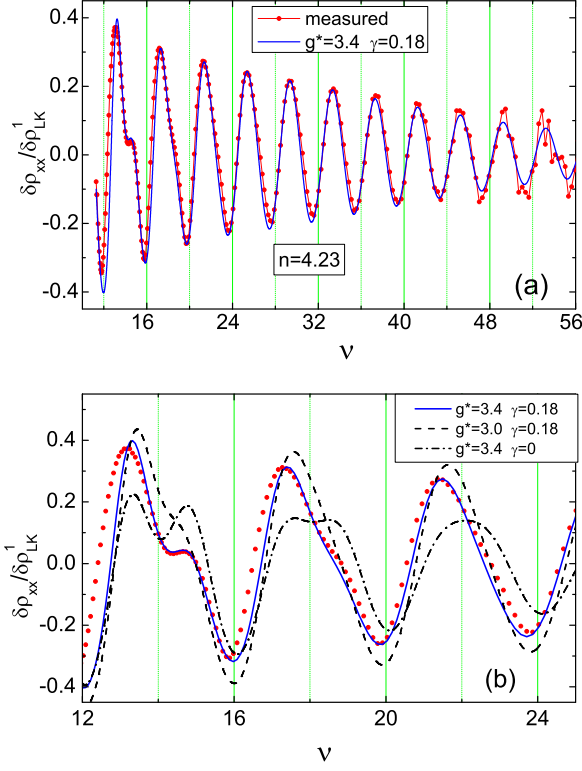 measured
g*=3.4 γ=0.18
0.4
0.2
0.0
-0.2
-0.4
δρxx/δρ1LK
n=4.23
(a)
16 24 32 40 48 56
ν
g*=3.4 γ=0.18
g*=3.0 γ=0.18
g*=3.4 γ=0
0.4
0.2
0.0
-0.2
-0.4
δρxx/δρ1LK
(b)
12 16 20 24
ν